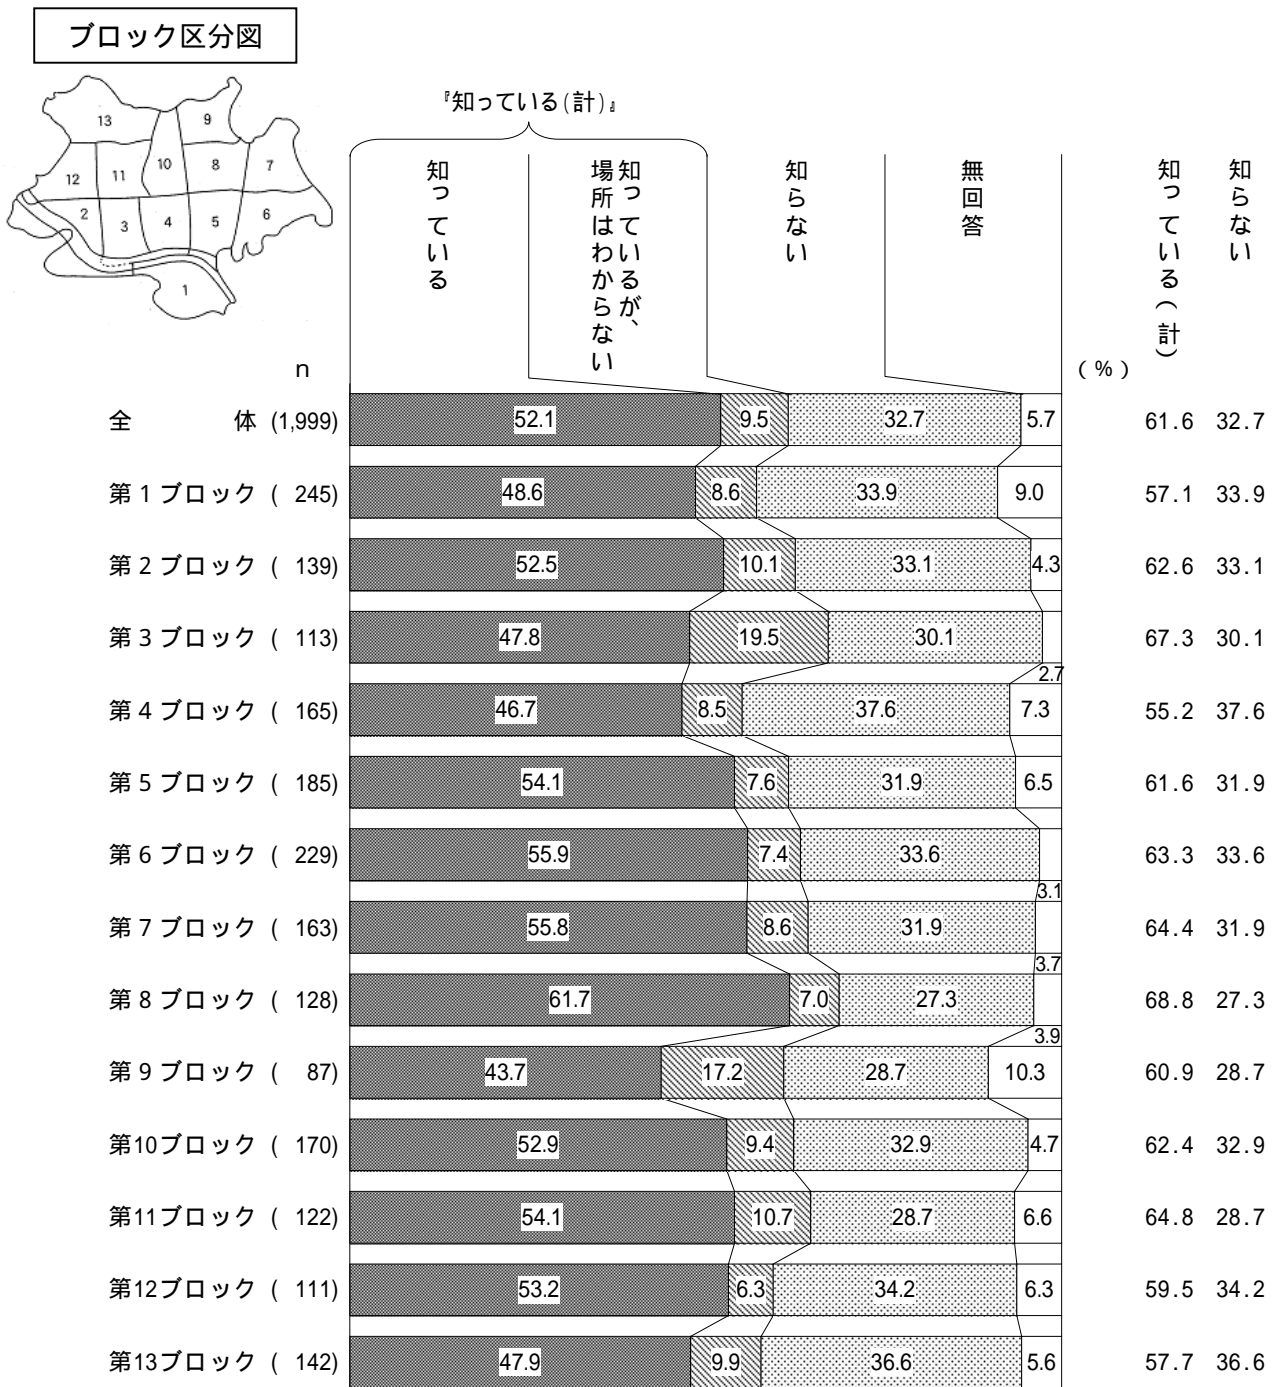 ブロック区分図
13
9
10
8
7
12
11
2
3
4
5
6
1
『知っている(計)』
知っている
知っているが、
場所はわからない
知らない
無回答
知っている(計)
知らない
n
(%)
全体 (1,999) 52.1 9.5 32.7 5.7 61.6 32.7
第1ブロック ( 245) 48.6 8.6 33.9 9.0 57.1 33.9
第2ブロック ( 139) 52.5 10.1 33.1 4.3 62.6 33.1
第3ブロック ( 113) 47.8 19.5 30.1 2.7 67.3 30.1
第4ブロック ( 165) 46.7 8.5 37.6 7.3 55.2 37.6
第5ブロック ( 185) 54.1 7.6 31.9 6.5 61.6 31.9
第6ブロック ( 229) 55.9 7.4 33.6 3.1 63.3 33.6
第7ブロック ( 163) 55.8 8.6 31.9 3.7 64.4 31.9
第8ブロック ( 128) 61.7 7.0 27.3 3.9 68.8 27.3
第9ブロック ( 87) 43.7 17.2 28.7 10.3 60.9 28.7
第10ブロック ( 170) 52.9 9.4 32.9 4.7 62.4 32.9
第11ブロック ( 122) 54.1 10.7 28.7 6.6 64.8 28.7
第12ブロック ( 111) 53.2 6.3 34.2 6.3 59.5 34.2
第13ブロック ( 142) 47.9 9.9 36.6 5.6 57.7 36.6